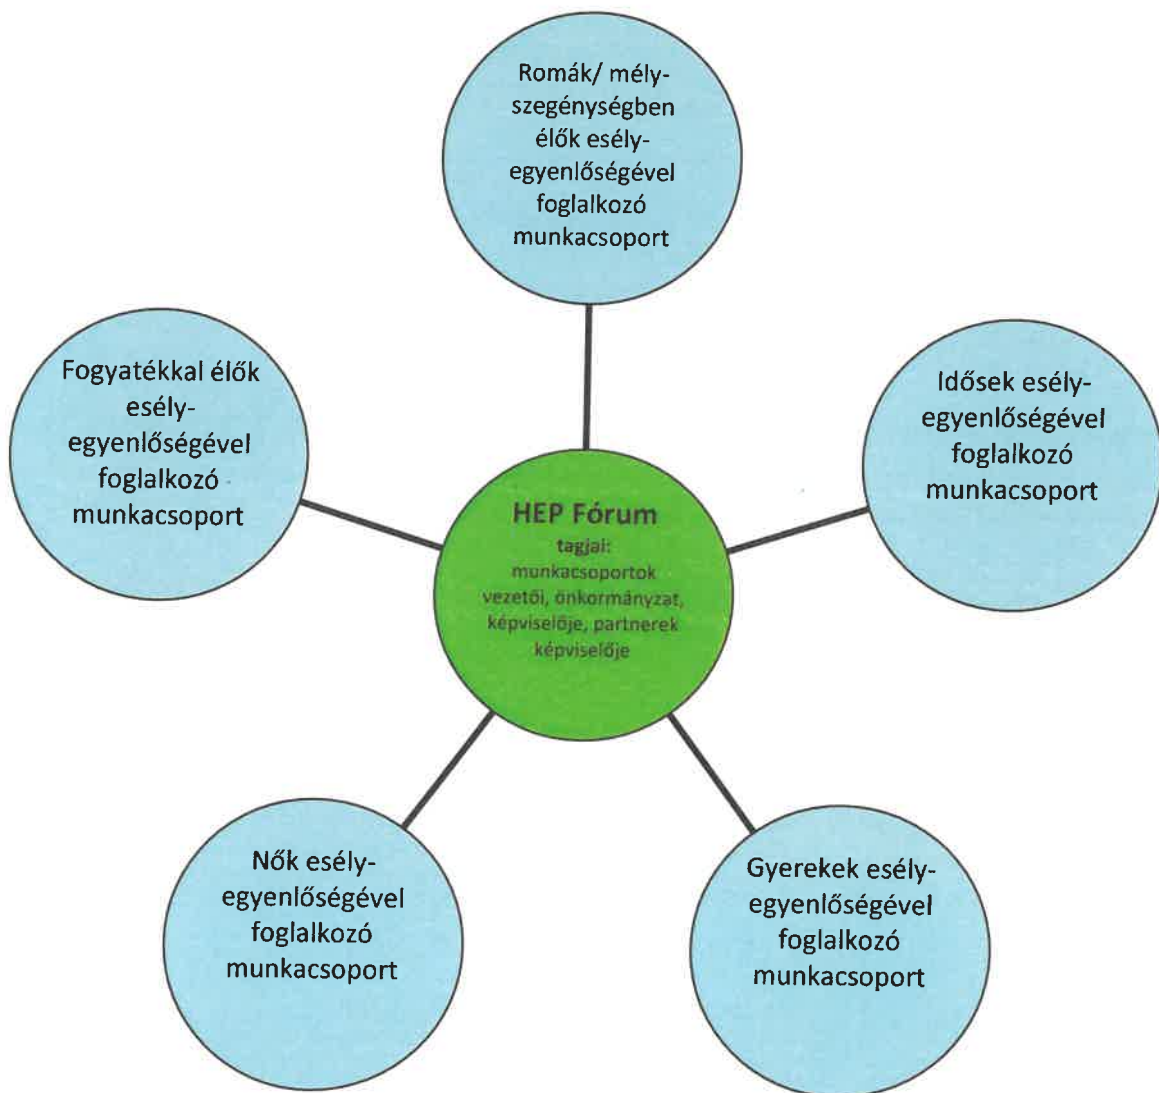 Romák/ mély-
szegénységben
élők esély-
egyenlőségével
foglalkozó
munkacsoport
Fogyatékkal élők
esély-
egyenlőségével
foglalkozó
munkacsoport
Idősek esély-
egyenlőségével
foglalkozó
munkacsoport
HEP Fórum
tagjai:
munkacsoportok
vezetői, önkormányzat,
képviselője, partnerek
képviselője
Nők esély-
egyenlőségével
foglalkozó
munkacsoport
Gyerekek esély-
egyenlőségével
foglalkozó
munkacsoport